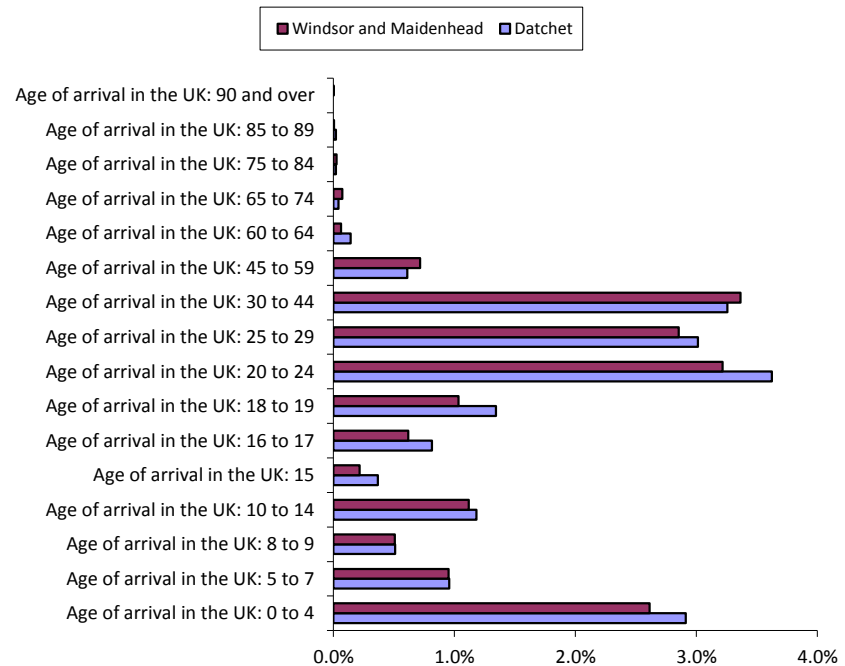 Windsor and Maidenhead Datchet
Age of arrival in the UK: 90 and over
Age of arrival in the UK: 85 to 89
Age of arrival in the UK: 75 to 84
Age of arrival in the UK: 65 to 74
Age of arrival in the UK: 60 to 64
Age of arrival in the UK: 45 to 59
Age of arrival in the UK: 30 to 44
Age of arrival in the UK: 25 to 29
Age of arrival in the UK: 20 to 24
Age of arrival in the UK: 18 to 19
Age of arrival in the UK: 16 to 17
Age of arrival in the UK: 15
Age of arrival in the UK: 10 to 14
Age of arrival in the UK: 8 to 9
Age of arrival in the UK: 5 to 7
Age of arrival in the UK: 0 to 4
0.0% 1.0% 2.0% 3.0% 4.0%